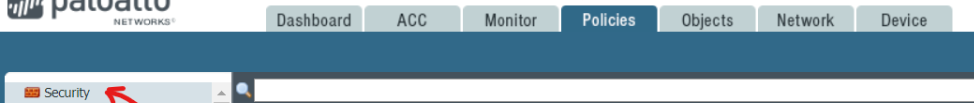 paloalto
NETWORKS®
Dashboard ACC Monitor Policies Objects Network Device
Security